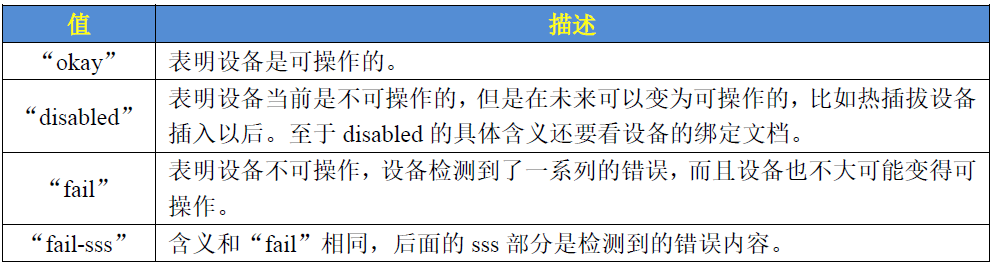 值 描述
“okay” 表明设备是可操作的。
“disabled” 表明设备当前是不可操作的，但是在未来可以变为可操作的，比如热插拔设备
插入以后。至于 disabled 的具体含义还要看设备的绑定文档。
“fail” 表明设备不可操作，设备检测到了一系列的错误，而且设备也不大可能变得可
操作。
“fail-sss” 含义和“fail”相同，后面的 sss 部分是检测到的错误内容。